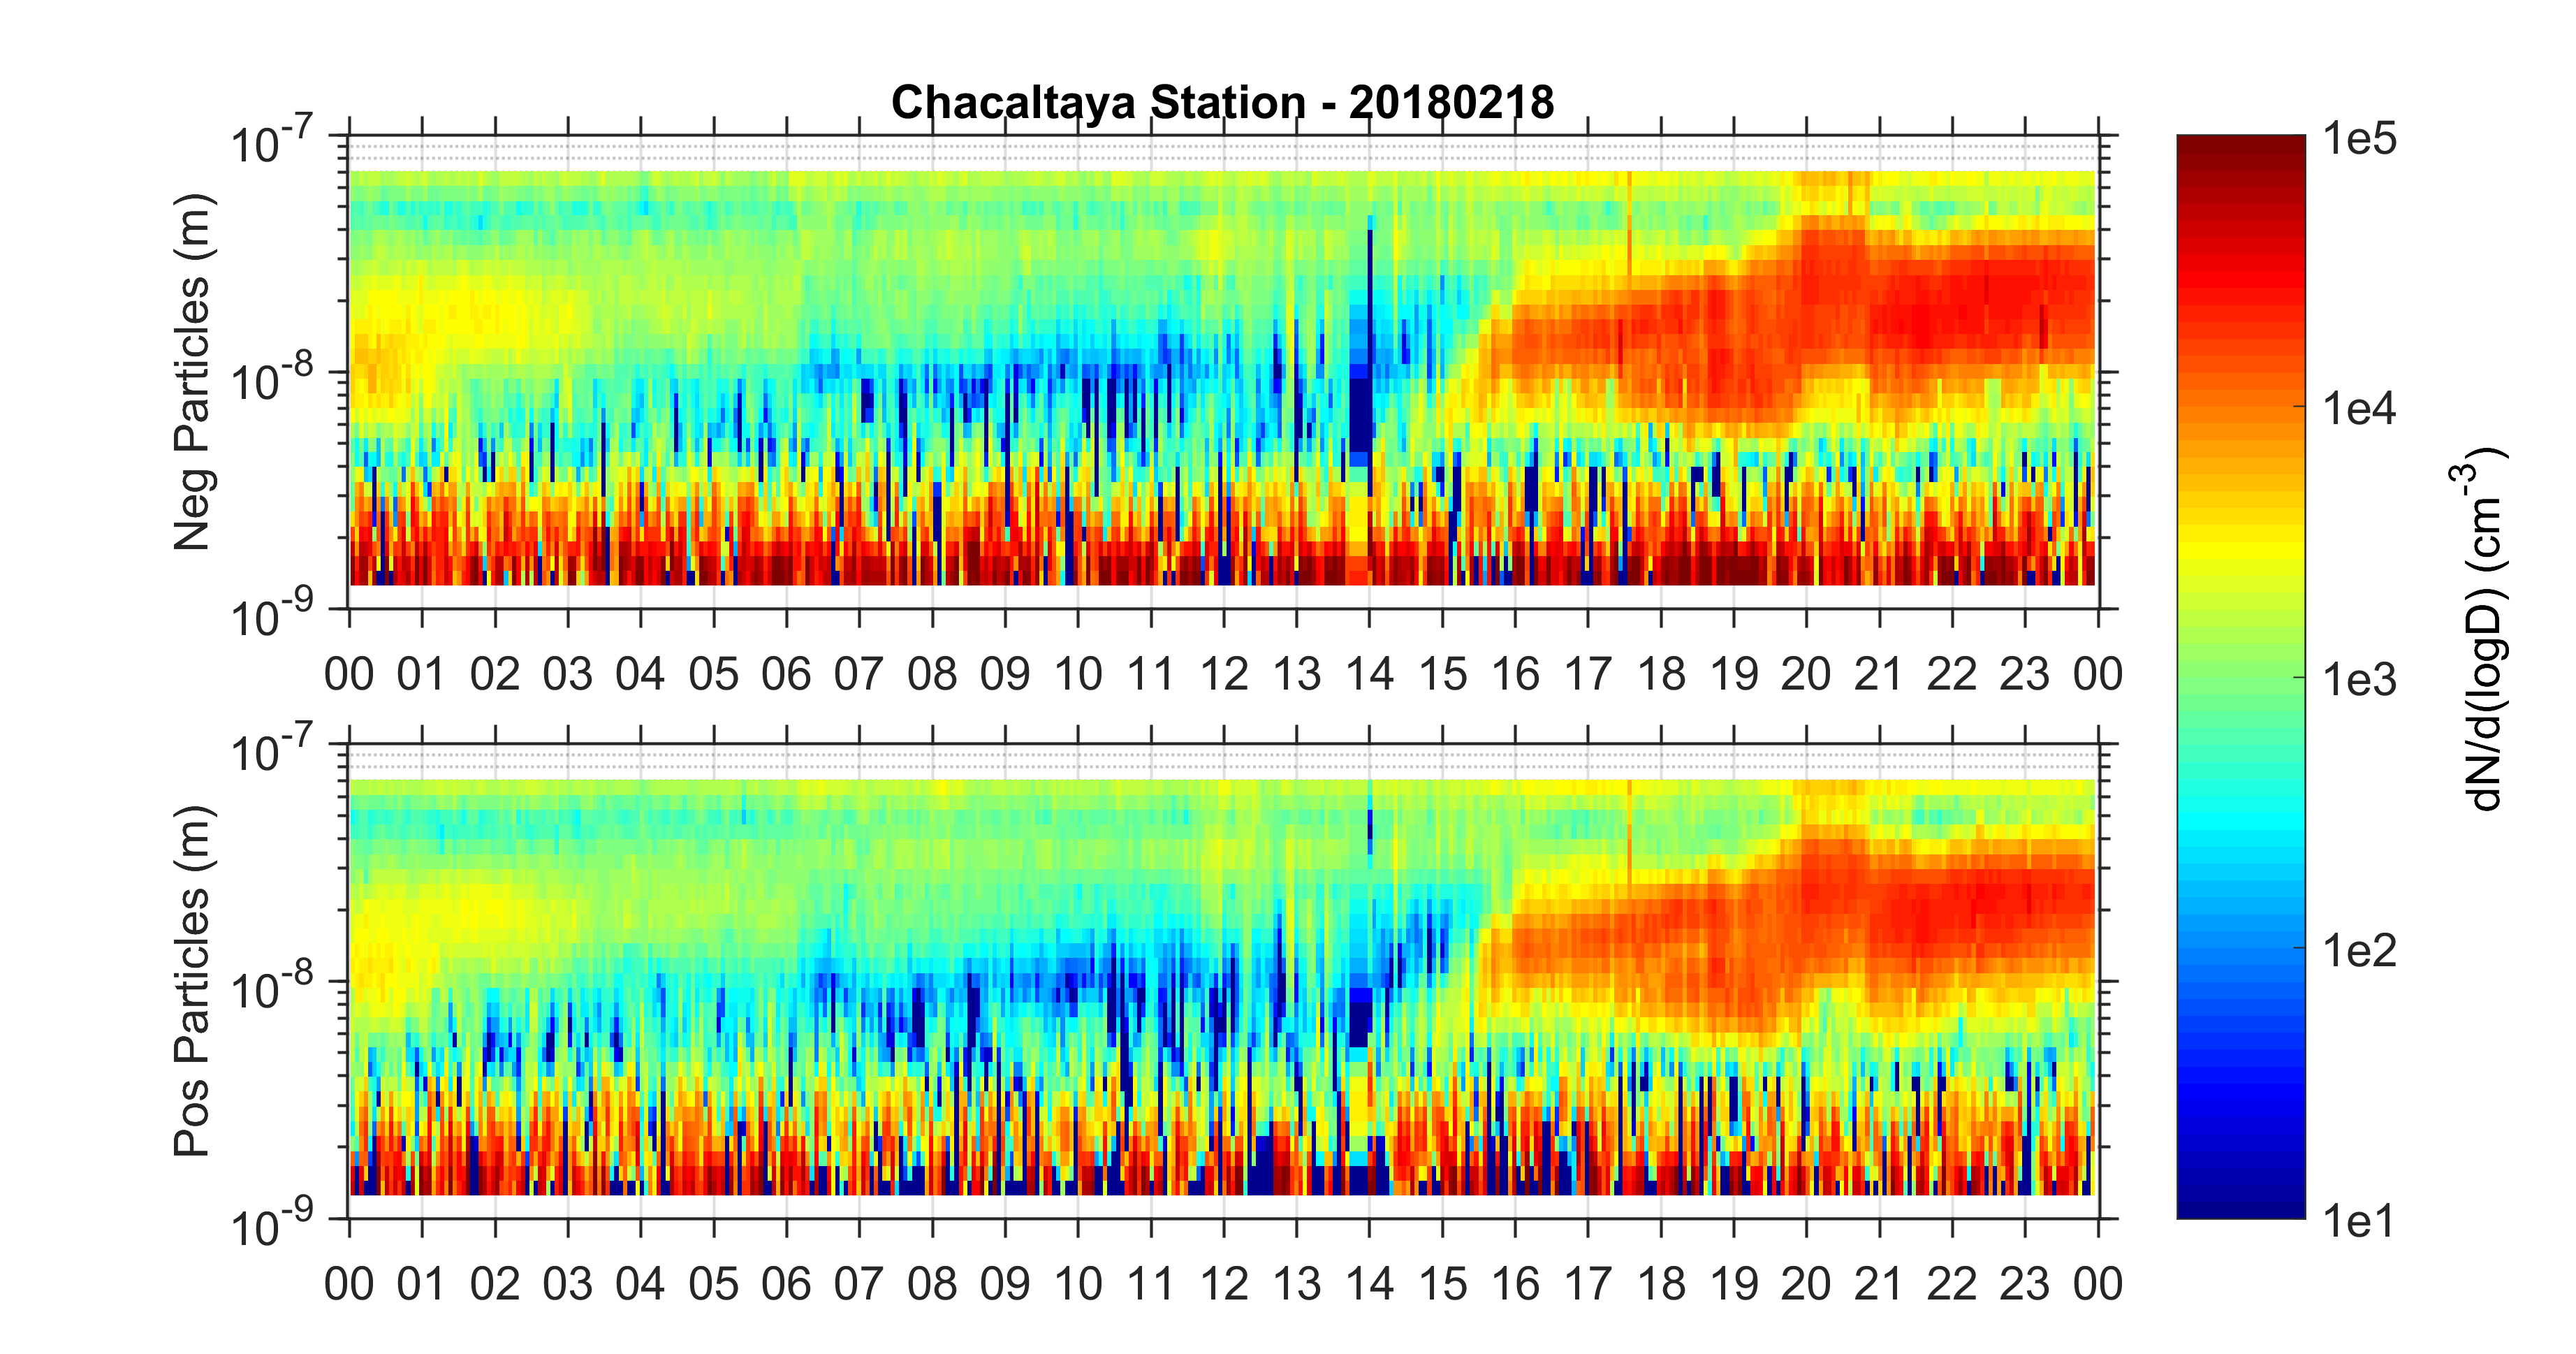 Chacaltaya Station - 20180218
Neg Particles (m)
10-7
10-8
10-9
00 01 02 03 04 05 06 07 08 09 10 11 12 13 14 15 16 17 18 19 20 21 22 23 00
Pos Particles (m)
10-7
10-8
10-9
00 01 02 03 04 05 06 07 08 09 10 11 12 13 14 15 16 17 18 19 20 21 22 23 00
1e5
1e4
1e3
1e2
1e1
dN/d(logD) (cm-3)